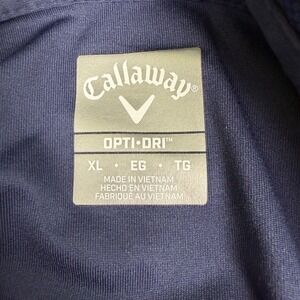 Callaway®
OPTI•DRI™
XL • EG • TG
MADE IN VIETNAM
HECHO EN VIETNAM
FABRIQUÉ AU VIETNAM